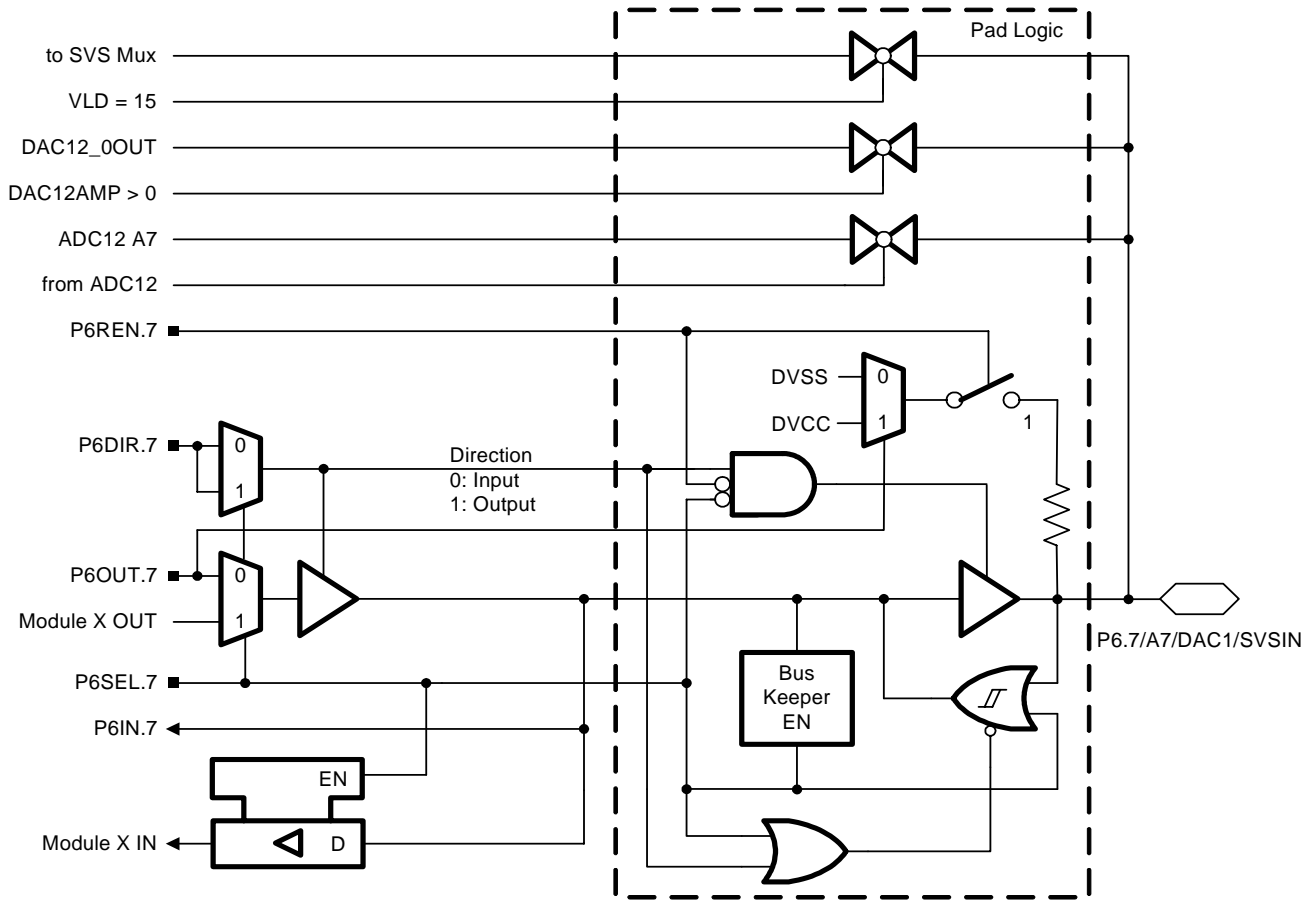 Pad Logic
to SVS Mux
VLD = 15
DAC12_0OUT
DAC12AMP > 0
ADC12 A7
from ADC12
P6REN.7
DVSS
0
DVCC
1
1
P6DIR.7
0
1
Direction
0: Input
1: Output
P6OUT.7
0
Module X OUT
1
P6.7/A7/DAC1/SVSIN
P6SEL.7
Bus
Keeper
EN
P6IN.7
EN
Module X IN
D